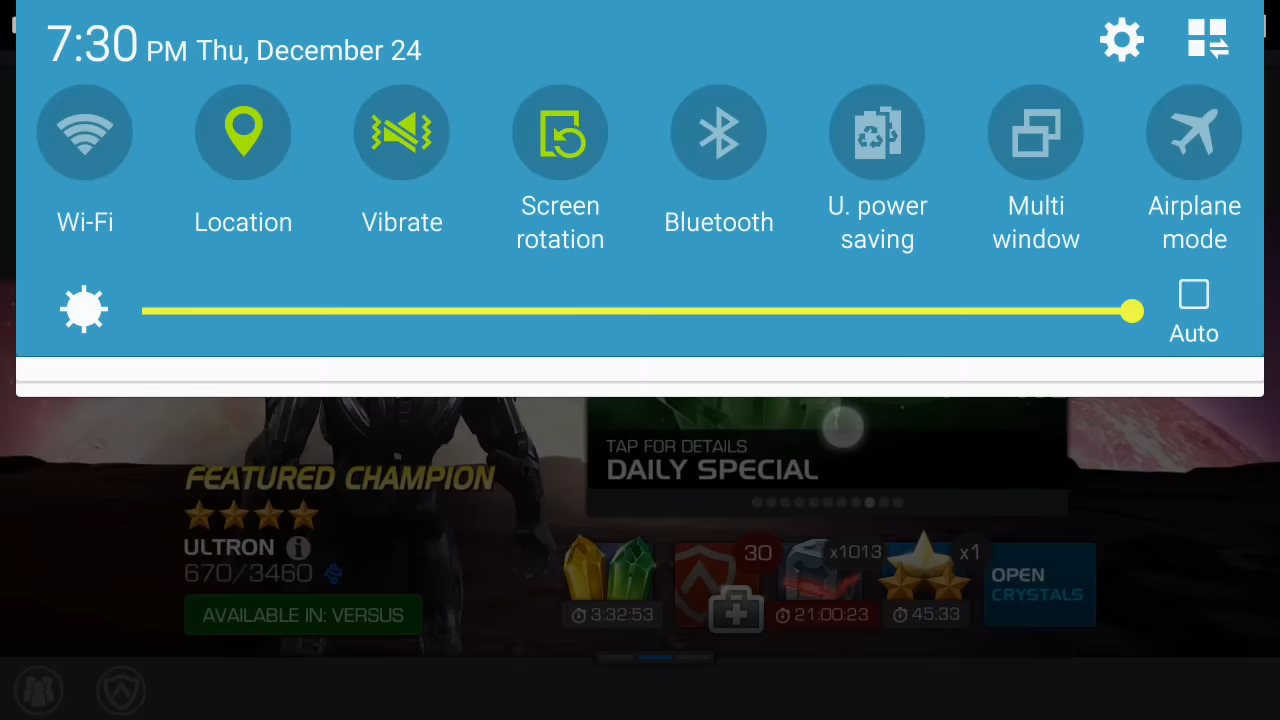 7:30 PM Thu, December 24
Wi-Fi
Location
Vibrate
Screen rotation
Bluetooth
U. power saving
Multi window
Airplane mode
Auto
TAP FOR DETAILS
DAILY SPECIAL
FEATURED CHAMPION
ULTRON
670/3460
AVAILABLE IN: VERSUS
3:32:53
30
x1013
21:00:23
x1
45:33
OPEN
CRYSTALS